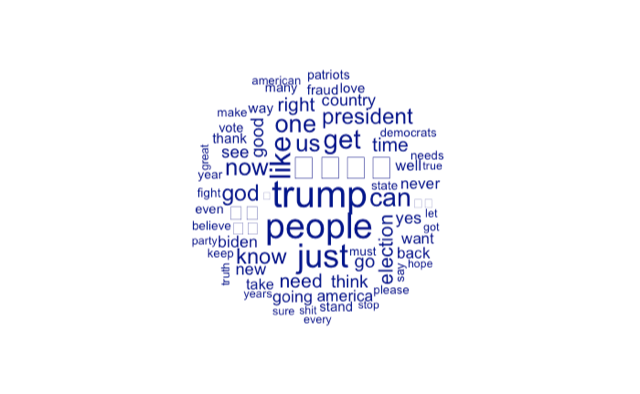 patriots
american
many
fraud
love
country
right
way
make
president
one
vote
good
thank
democrats
us
get
time
see
like
great
now
needs
well
true
year
state
never
fight
god
trump
can
even
let
yes
got
believe
people
election
want
party
biden
must
back
keep
know
just
go
say
hope
truth
new
take
need
think
please
years
going
america
sure
shit
stand
stop
every